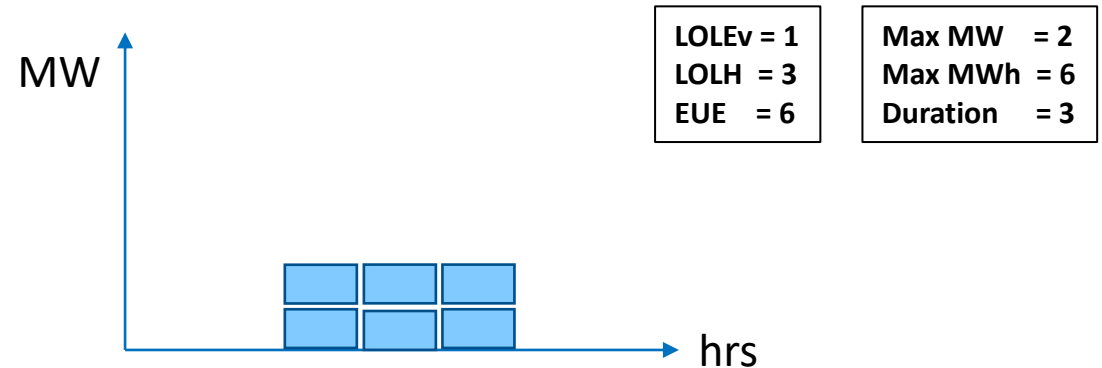 MW
LOLEv = 1
LOLH = 3
EUE = 6
Max MW = 2
Max MWh = 6
Duration = 3
hrs